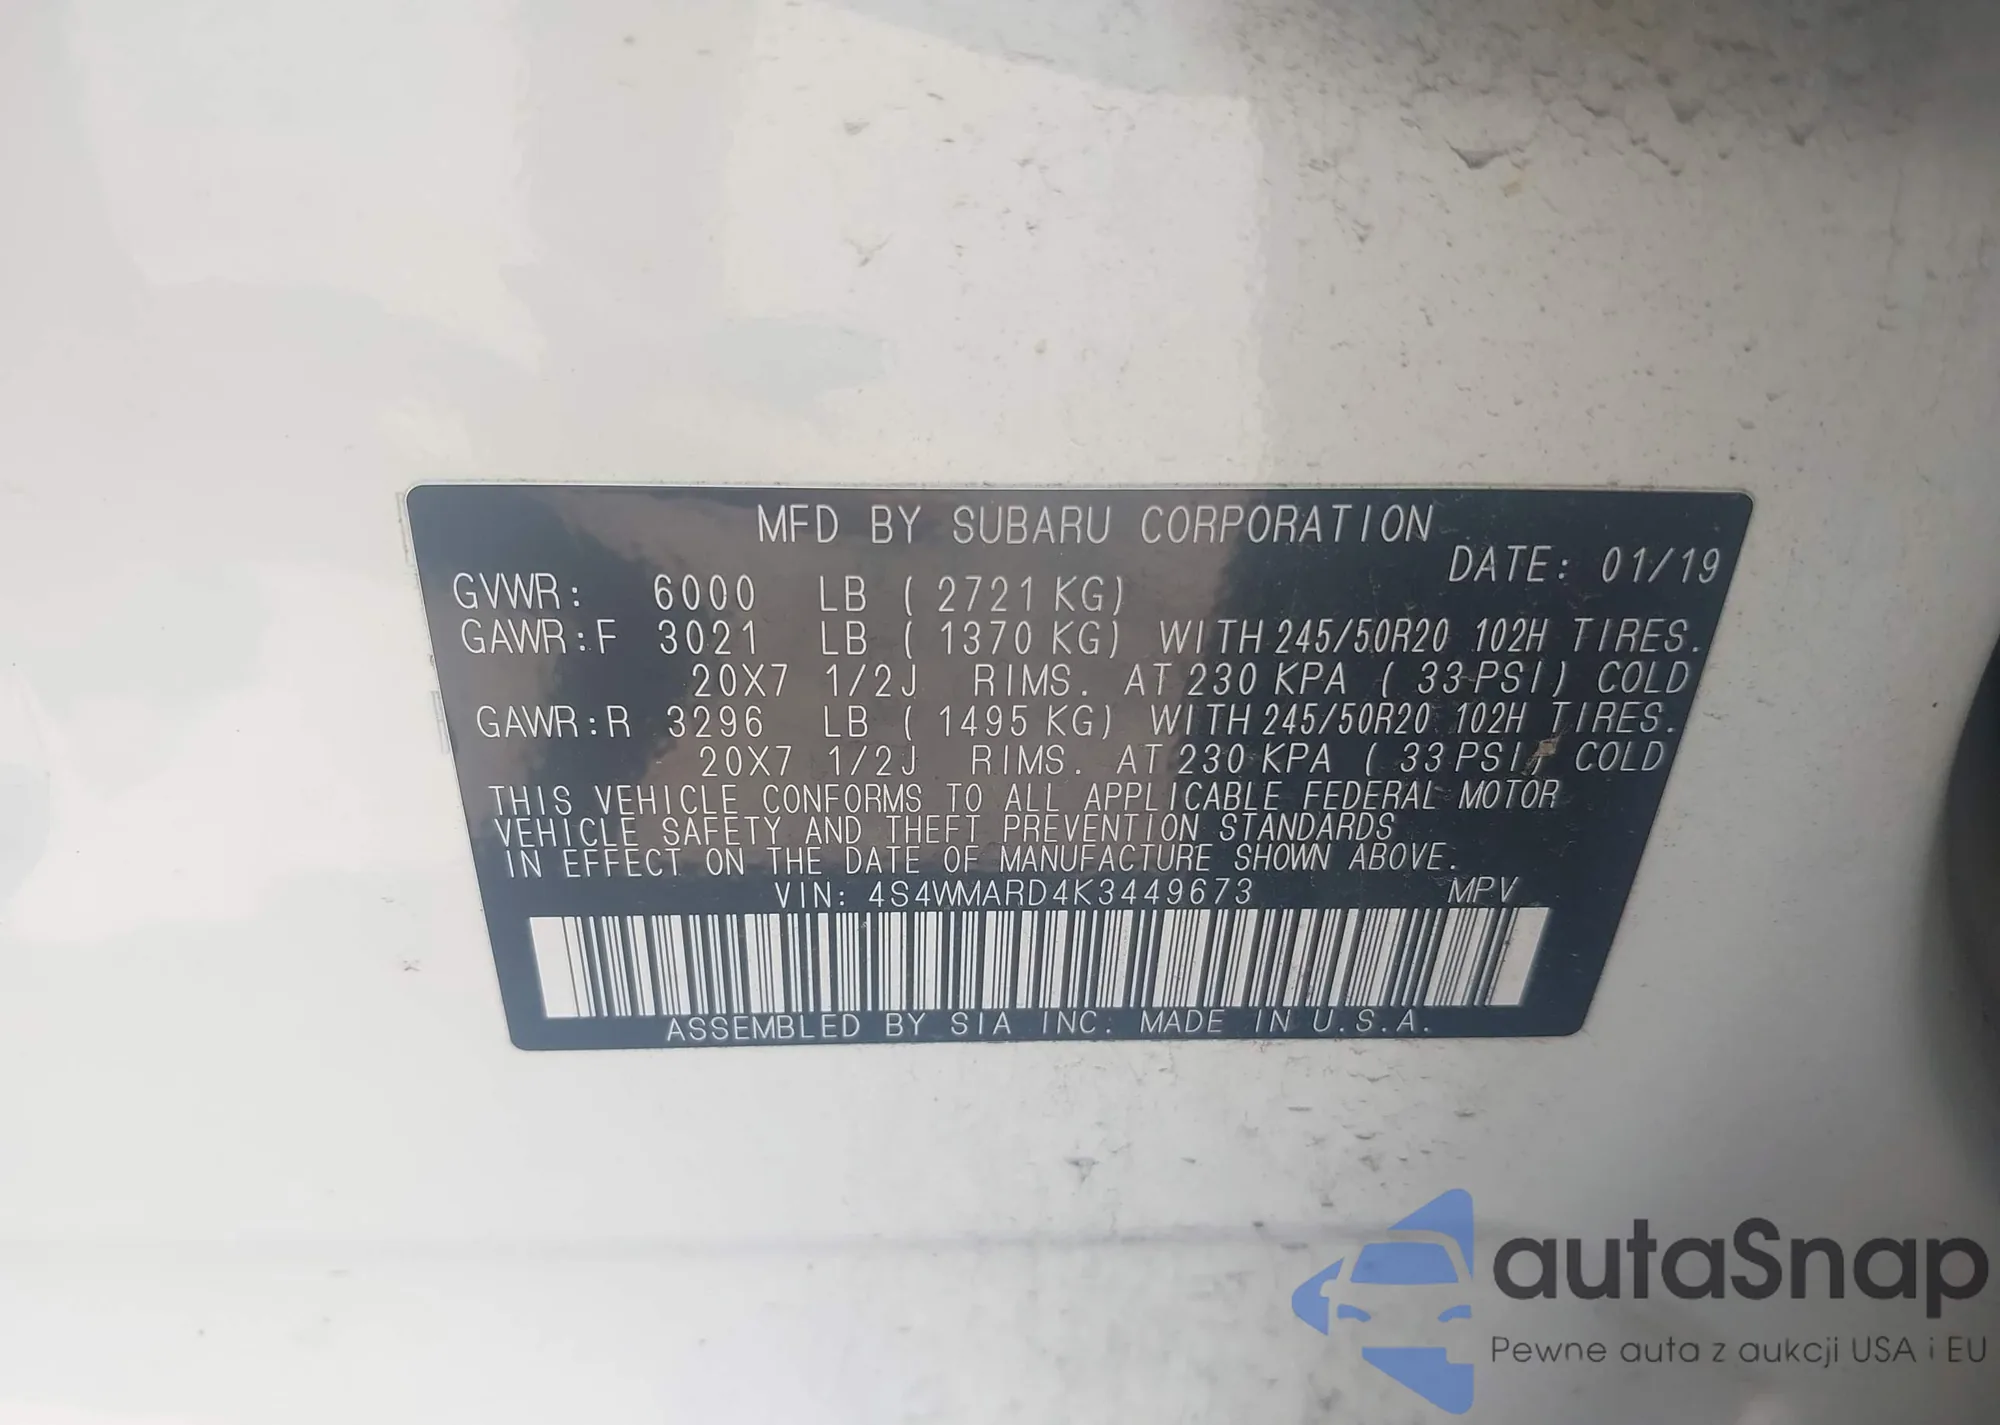 MFD BY SUBARU CORPORATION
DATE: 01/19
GVWR: 6000 LB ( 2721 KG)
GAWR:F 3021 LB ( 1370 KG) WITH 245/50R20 102H TIRES.
20X7 1/2J RIMS. AT 230 KPA ( 33 PSI) COLD
GAWR:R 3296 LB ( 1495 KG) WITH 245/50R20 102H TIRES.
20X7 1/2J RIMS. AT 230 KPA ( 33 PSI) COLD
THIS VEHICLE CONFORMS TO ALL APPLICABLE FEDERAL MOTOR
VEHICLE SAFETY AND THEFT PREVENTION STANDARDS
IN EFFECT ON THE DATE OF MANUFACTURE SHOWN ABOVE.
VIN: 4S4WMARD4K3449673 MPV
ASSEMBLED BY SIA INC. MADE IN U.S.A.
autaSnap
Pewne auta z aukcji USA i EU